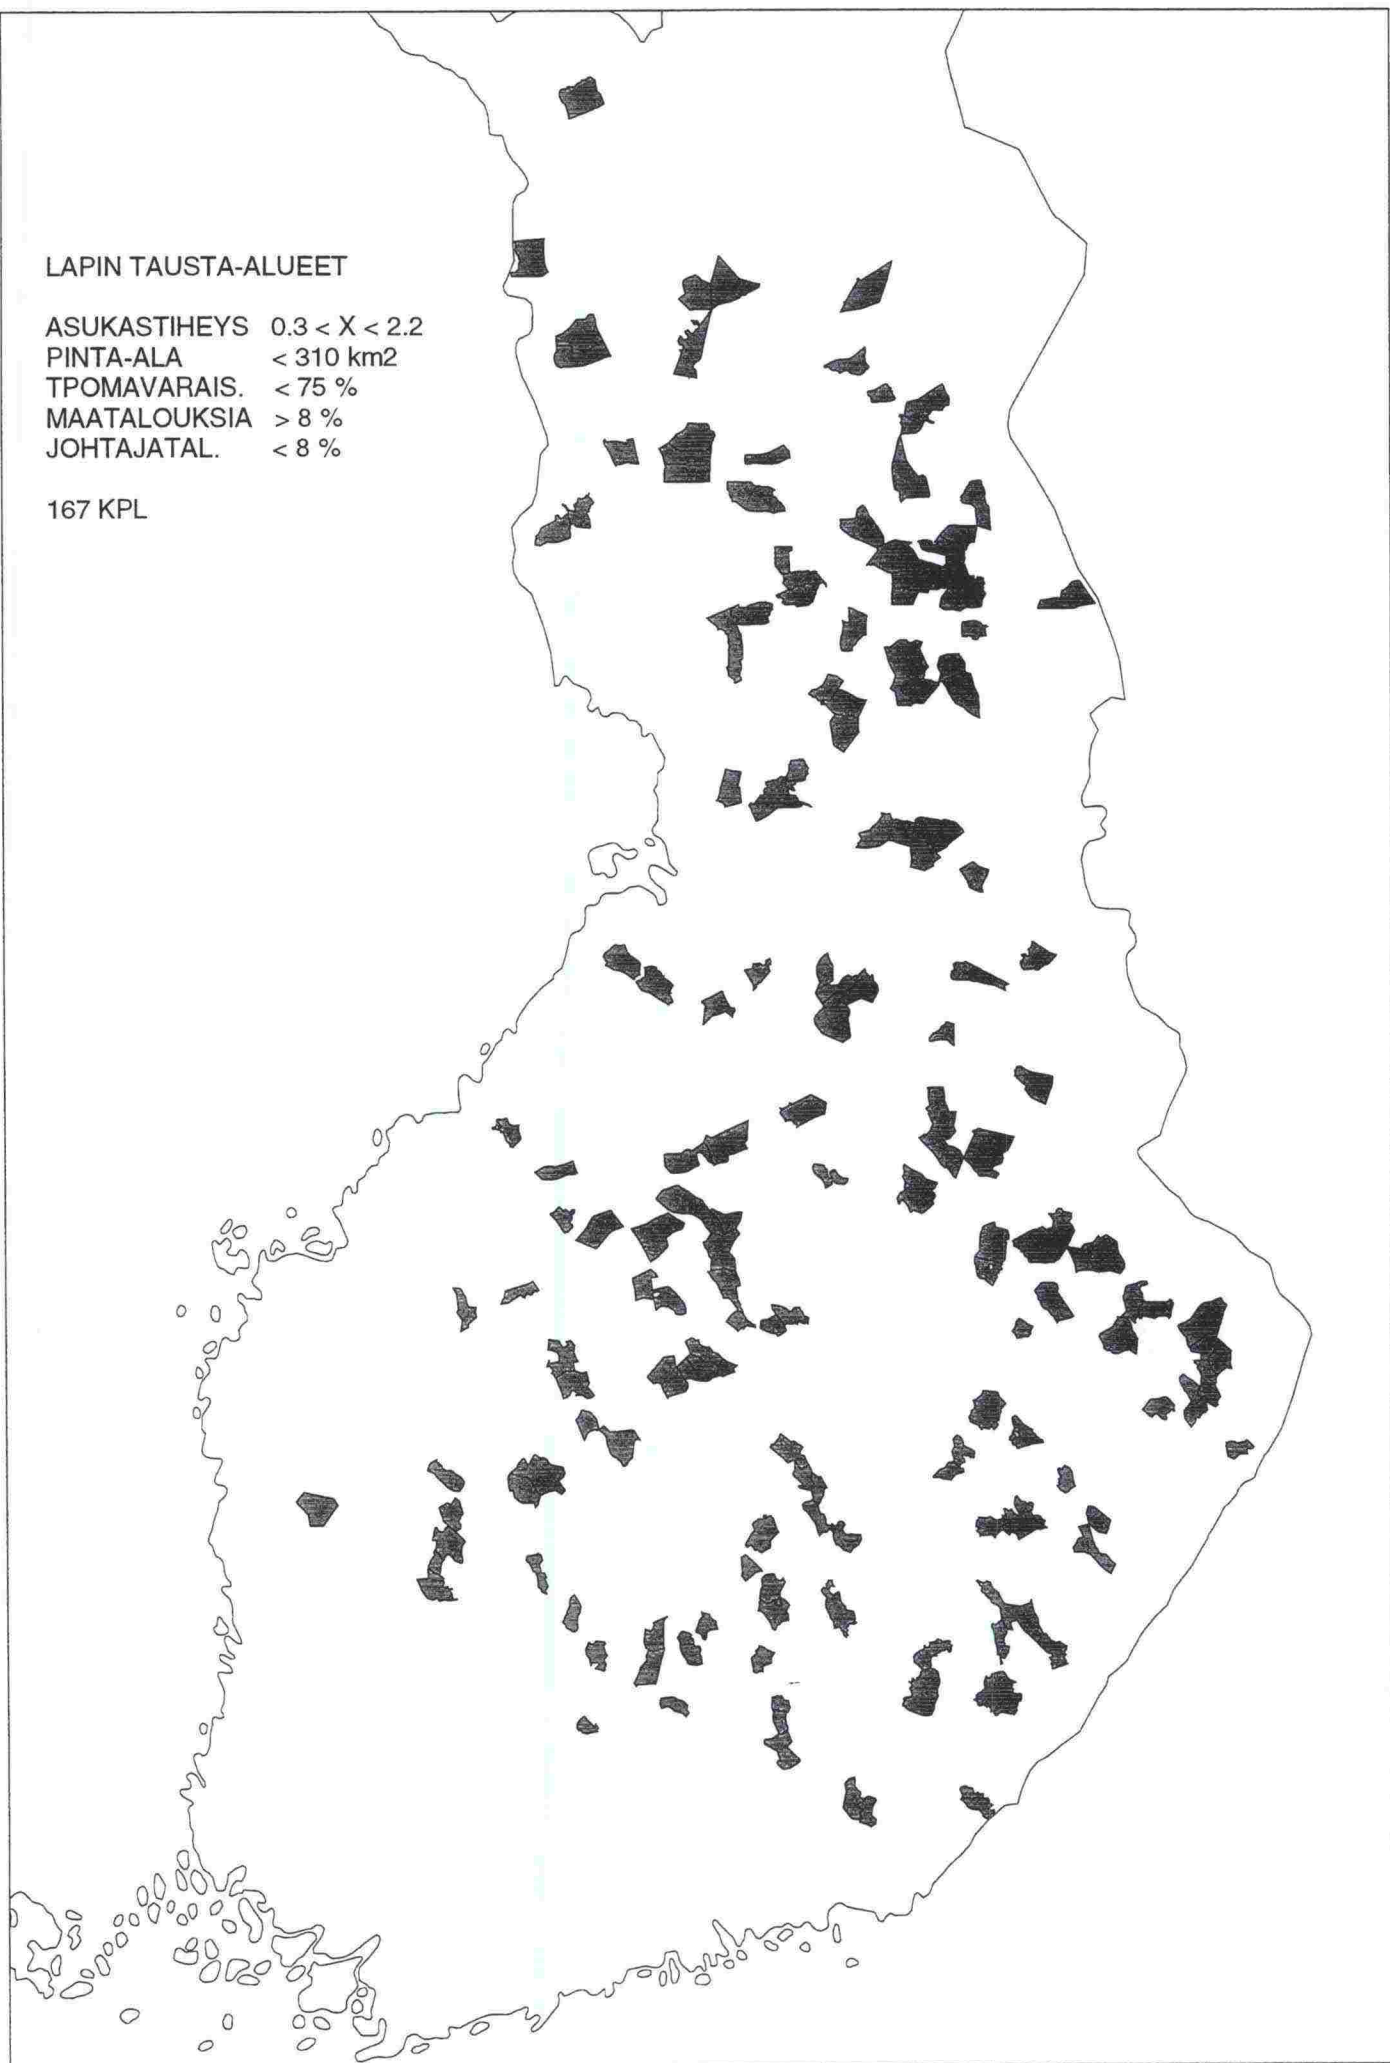 LAPIN TAUSTA-ALUEET
ASUKASTIHEYS 0.3 < X < 2.2
PINTA-ALA < 310 km2
TPOMAVARAIS. < 75 %
MAATALOUKSIA > 8 %
JOHTAJATAL. < 8 %
167 KPL